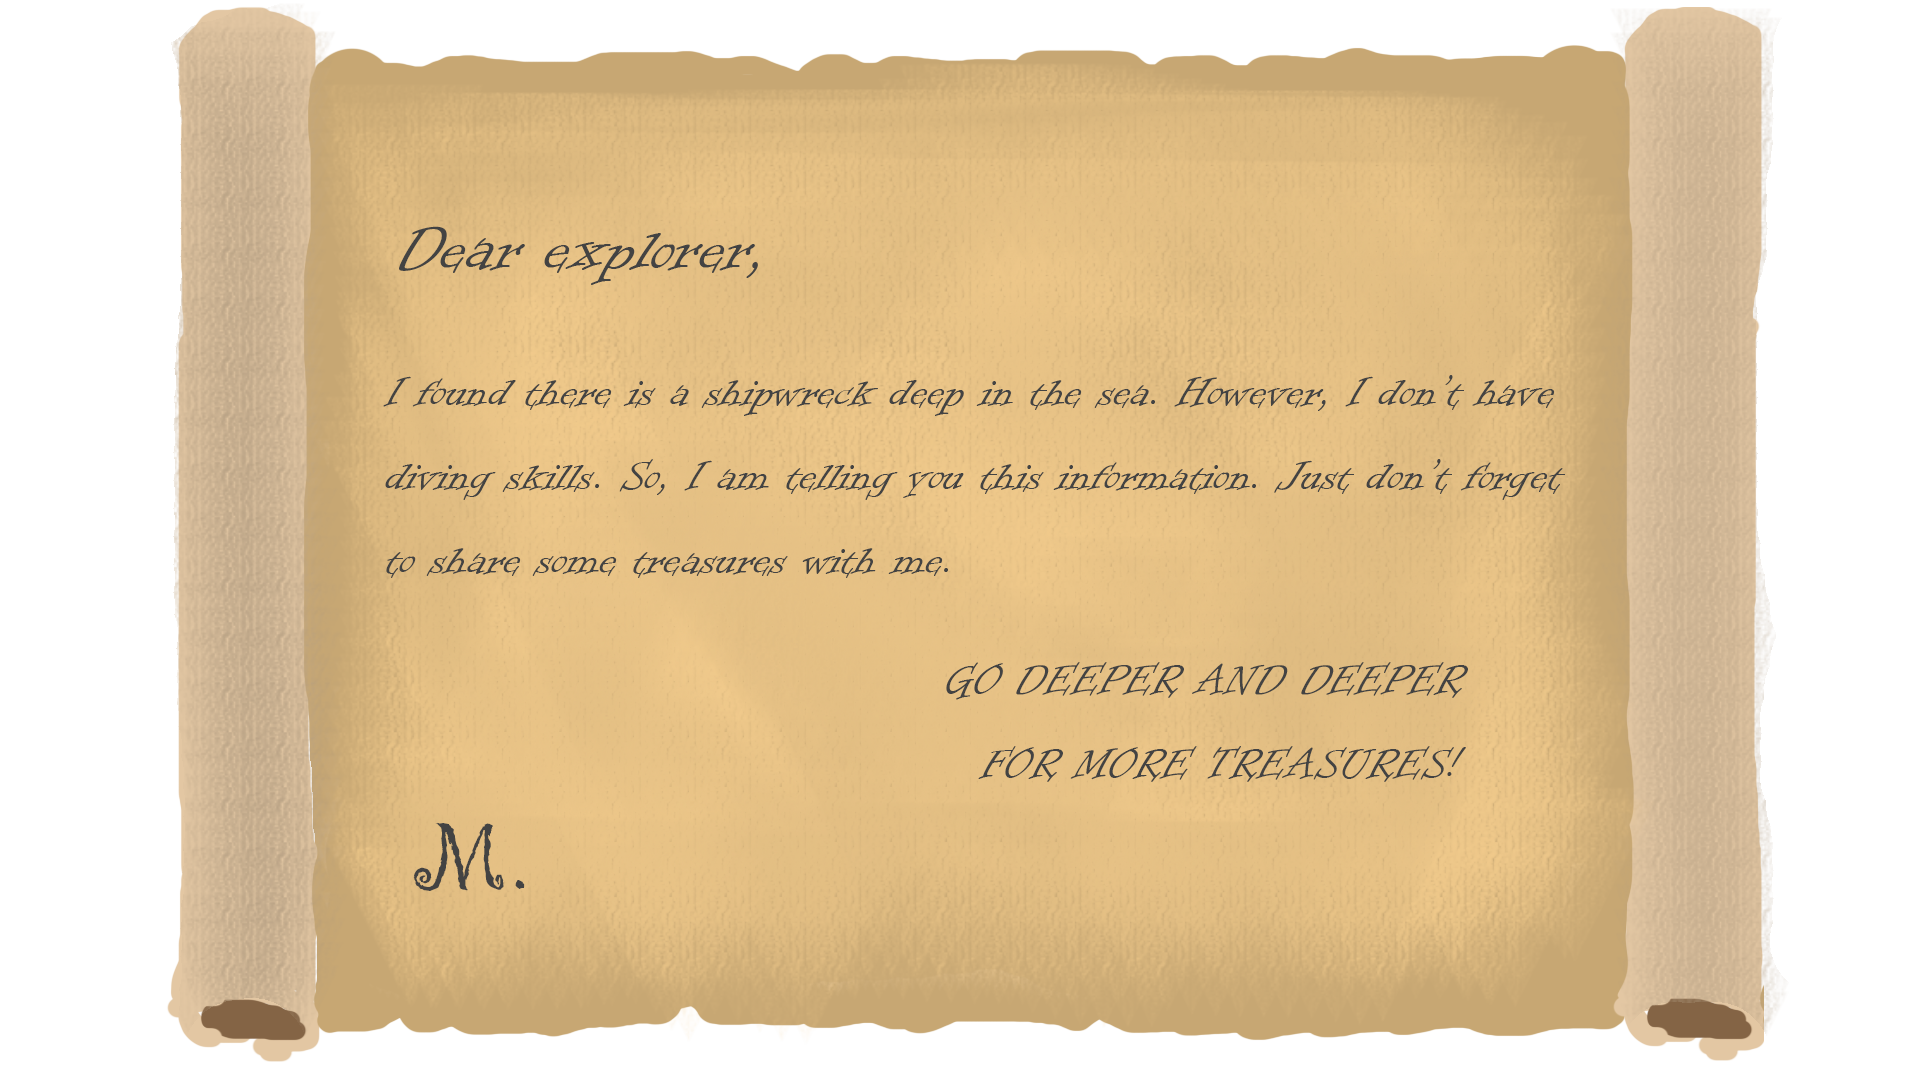 Dear explorer,
I found there is a shipwreck deep in the sea. However, I don't have
diving skills. So, I am telling you this information. Just don't forget
to share some treasures with me.
GO DEEPER AND DEEPER
FOR MORE TREASURES!
M.